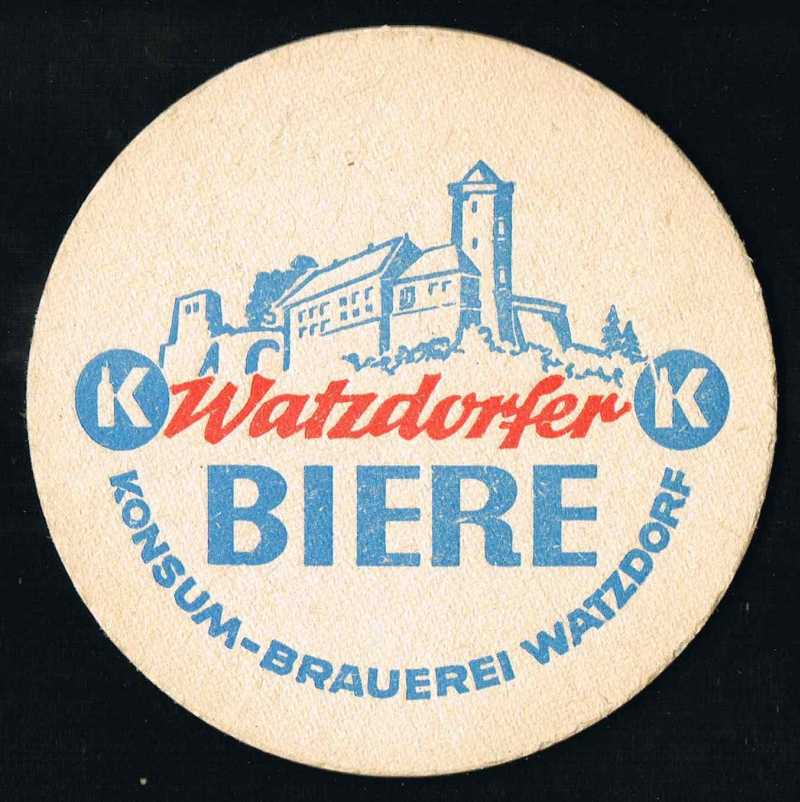 K Watzdorfer K
BIERE
KONSUM-BRAUEREI WATZDORF